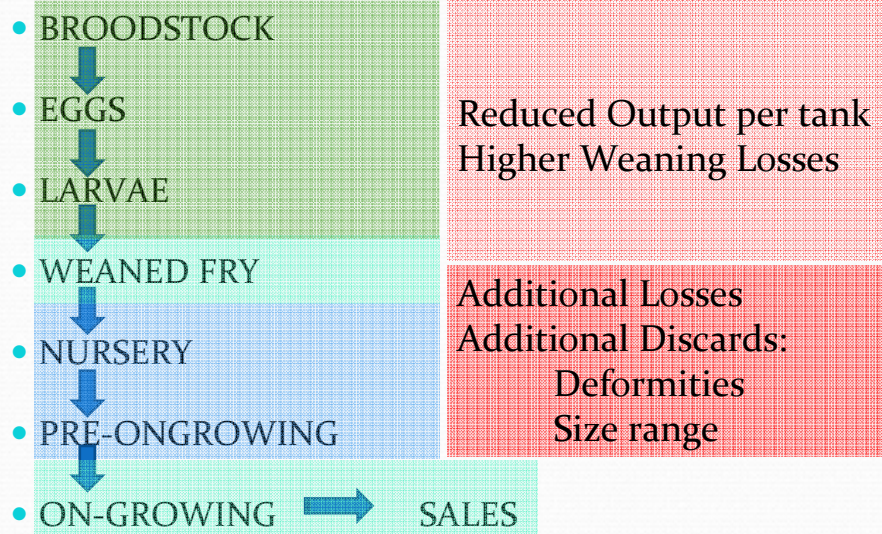 BROODSTOCK
EGGS
LARVAE
WEANED FRY
NURSERY
PRE-ONGROWING
ON-GROWING SALES
Reduced Output per tank
Higher Weaning Losses
Additional Losses
Additional Discards:
Deformities
Size range